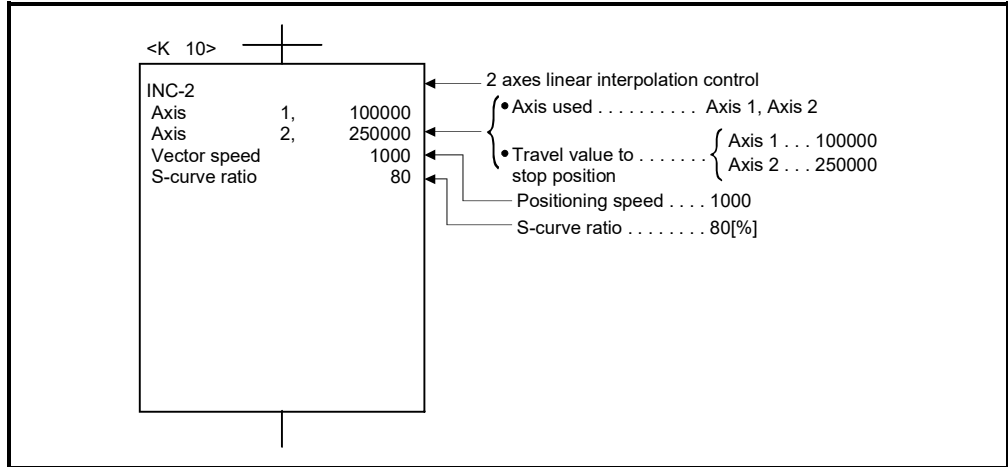 <K 10>
INC-2
Axis 1, 100000
Axis 2, 250000
Vector speed 1000
S-curve ratio 80
2 axes linear interpolation control
• Axis used . . . . . . . . . . Axis 1, Axis 2
• Travel value to . . . . . . . stop position
Axis 1 . . . 100000
Axis 2 . . . 250000
Positioning speed . . . . 1000
S-curve ratio . . . . . . . . 80[%]